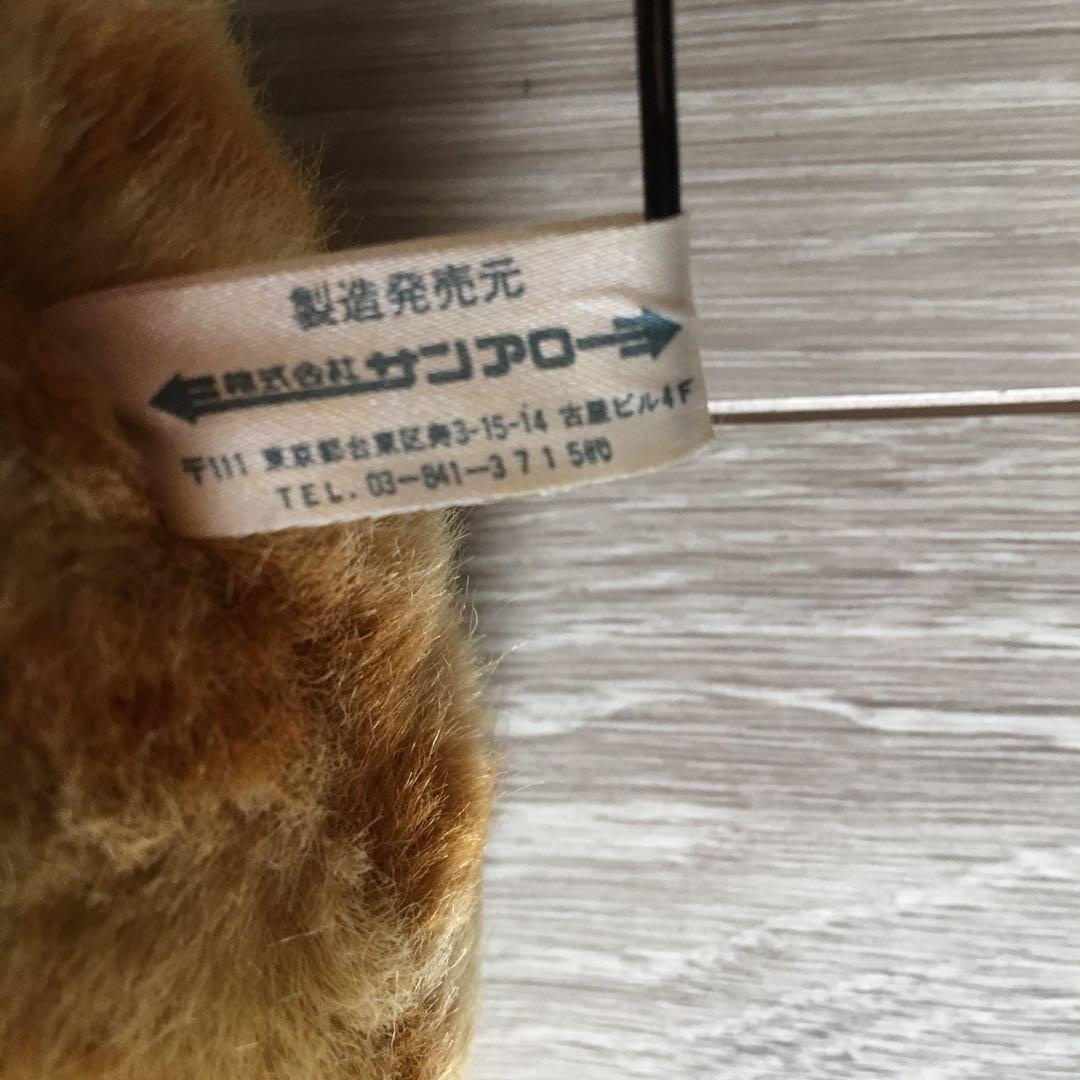 製造発売元
株式会社サンアロー
〒111 東京都台東区寿3-15-14 古屋ビル4F
TEL. 03-841-3715㈹